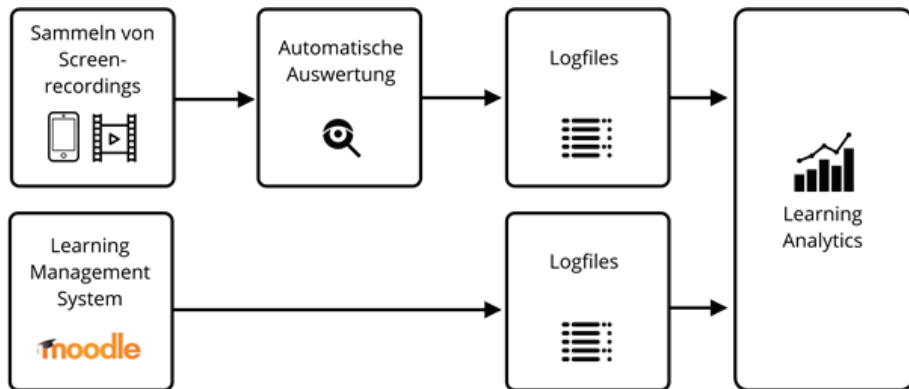 Sammeln von
Screen-
recordings
Automatische
Auswertung
Logfiles
Learning
Management
System
moodle
Logfiles
Learning
Analytics